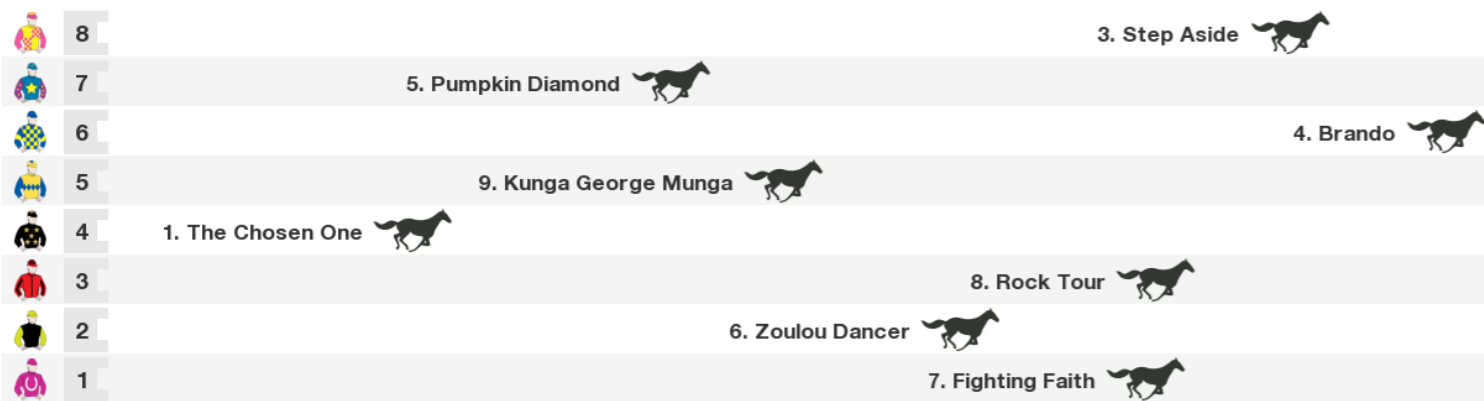 8 3. Step Aside
7 5. Pumpkin Diamond
6 4. Brando
5 9. Kunga George Munga
4 1. The Chosen One
3 8. Rock Tour
2 6. Zoulou Dancer
1 7. Fighting Faith